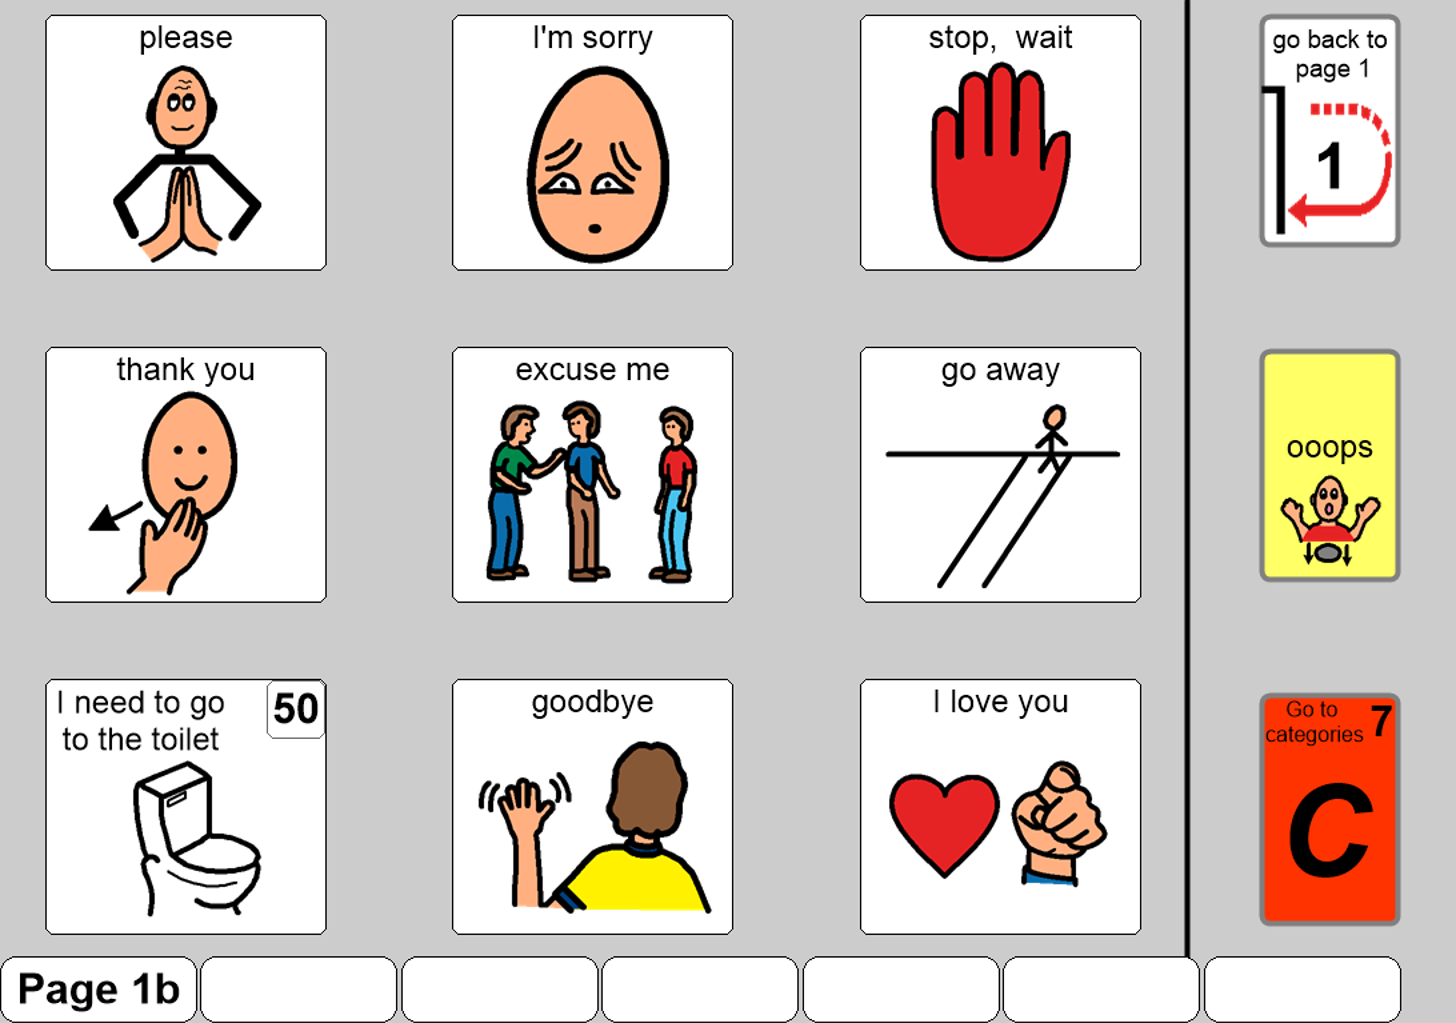 please
I'm sorry
stop,  wait
go back to
page 1
1
thank you
excuse me
go away
ooops
I need to go
to the toilet
50
goodbye
I love you
Go to
categories
7
C
Page 1b